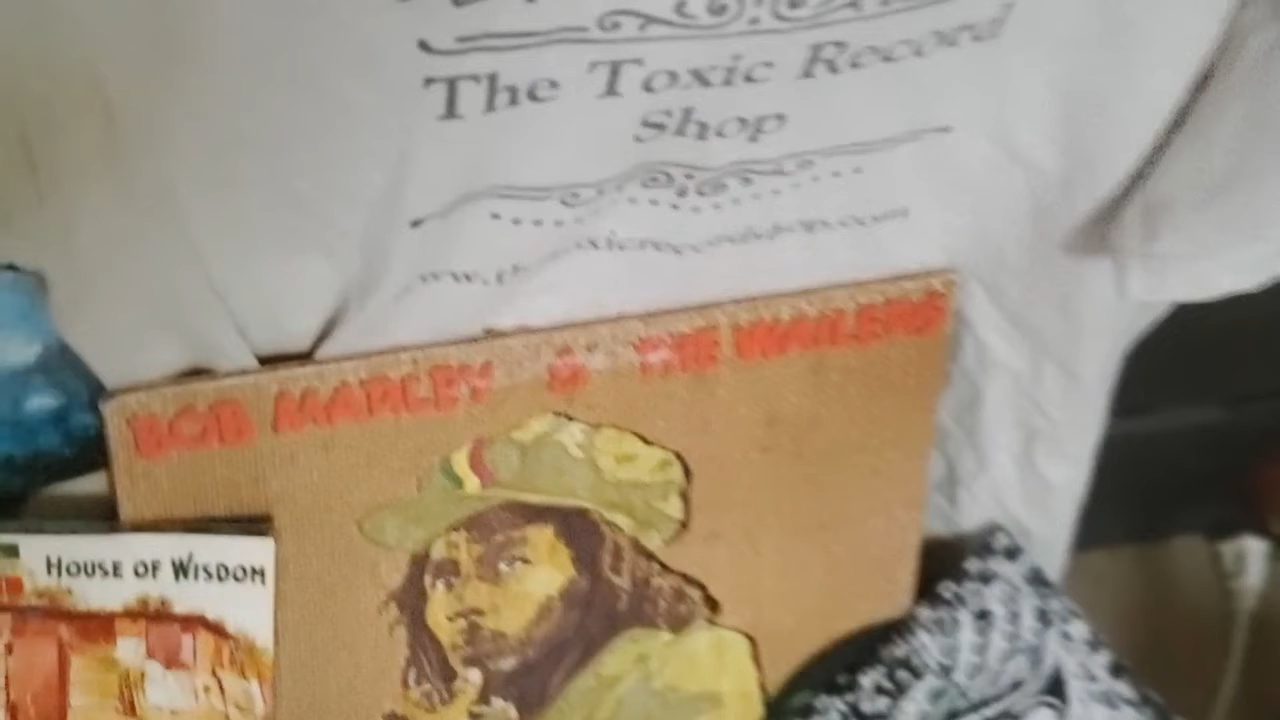 The Toxic Record
Shop
BOB MARLEY & THE WAILERS
HOUSE OF WISDOM